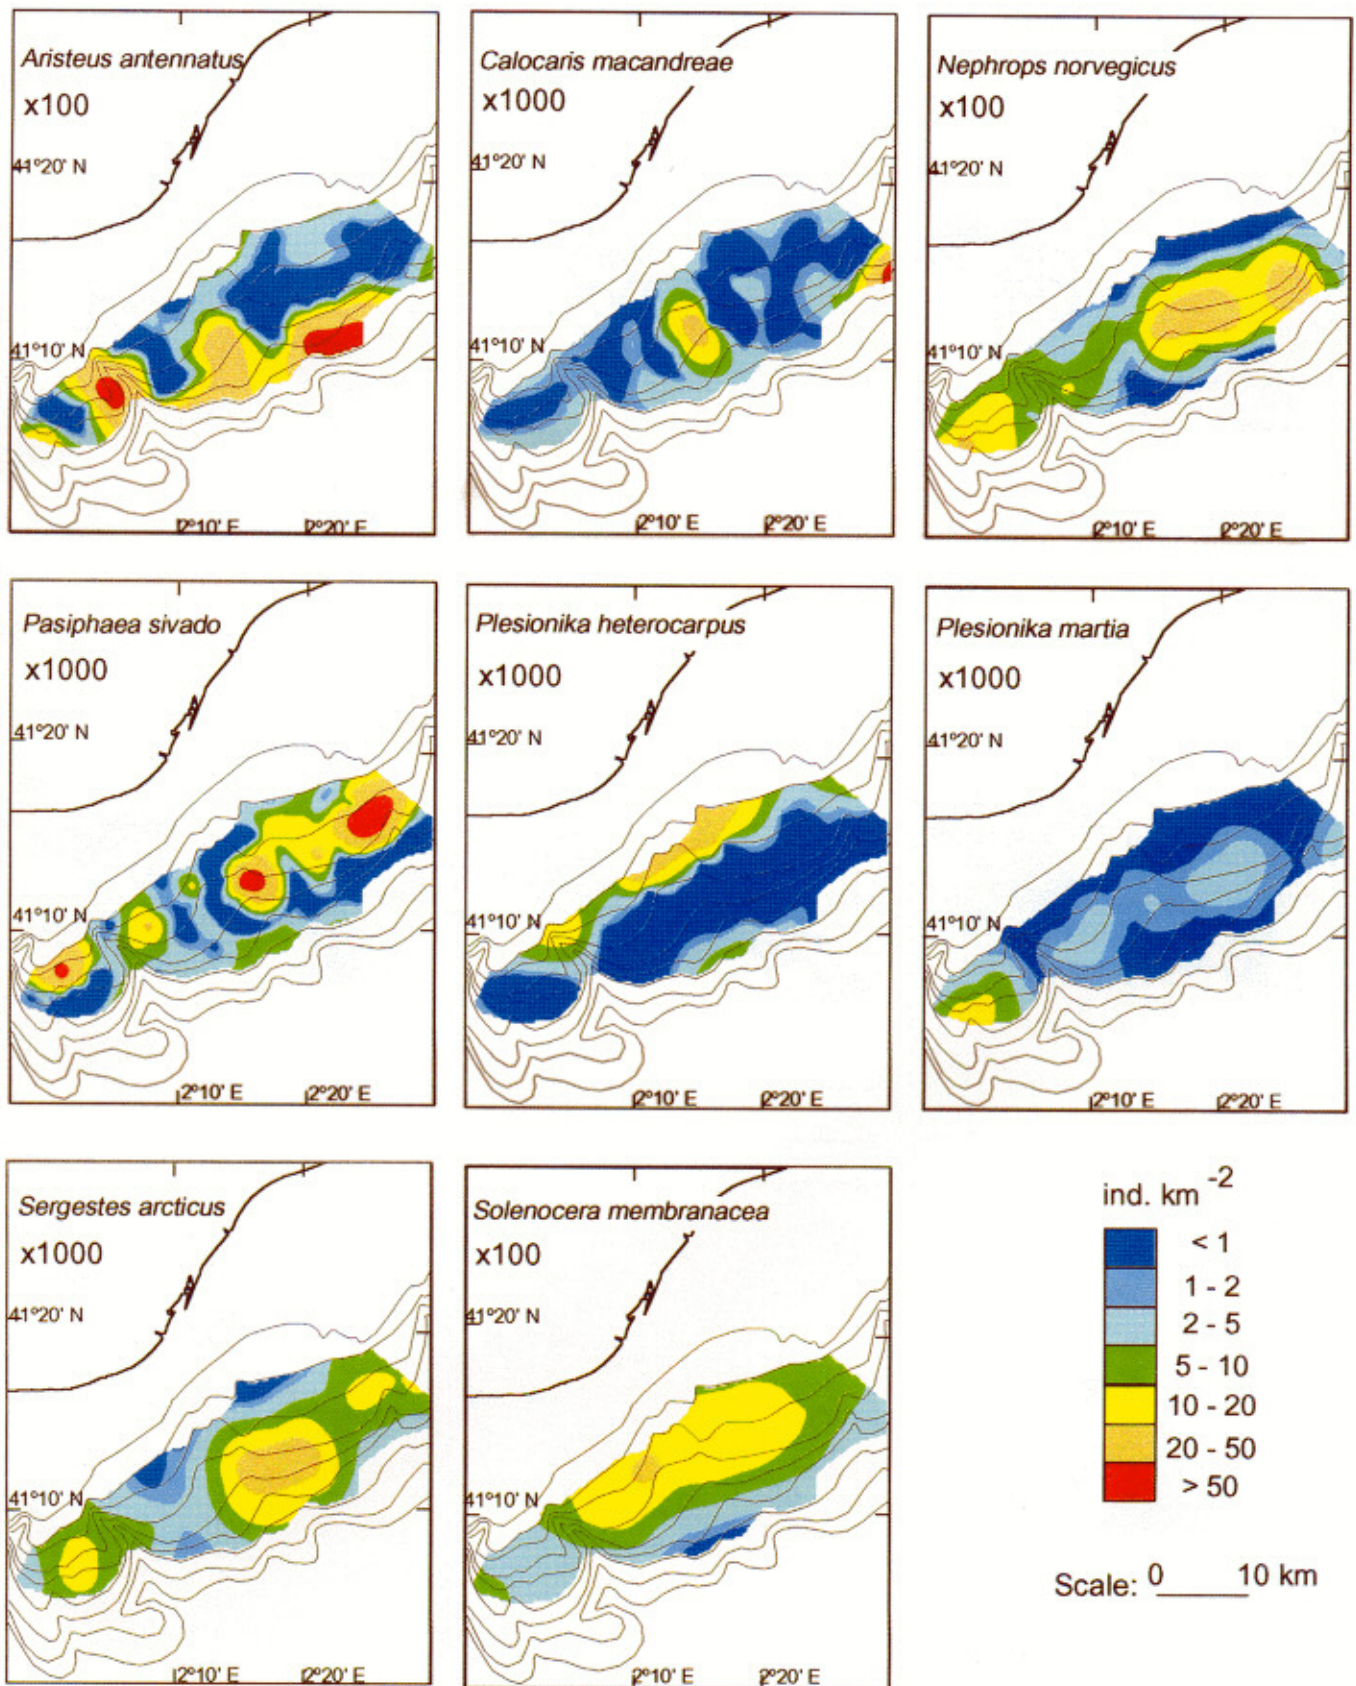 Aristeus antennatus
x100
41°20' N
41°10' N
2°10' E
2°20' E
Calocaris macandreae
x1000
41°20' N
41°10' N
2°10' E
2°20' E
Nephrops norvegicus
x100
41°20' N
41°10' N
2°10' E
2°20' E
Pasiphaea sivado
x1000
41°20' N
41°10' N
2°10' E
2°20' E
Plesionika heterocarpus
x1000
41°20' N
41°10' N
2°10' E
2°20' E
Plesionika martia
x1000
41°20' N
41°10' N
2°10' E
2°20' E
Sergestes arcticus
x1000
41°20' N
41°10' N
2°10' E
2°20' E
Solenocera membranacea
x100
41°20' N
41°10' N
2°10' E
2°20' E
ind. km -2
< 1
1 - 2
2 - 5
5 - 10
10 - 20
20 - 50
> 50
Scale: 0 10 km